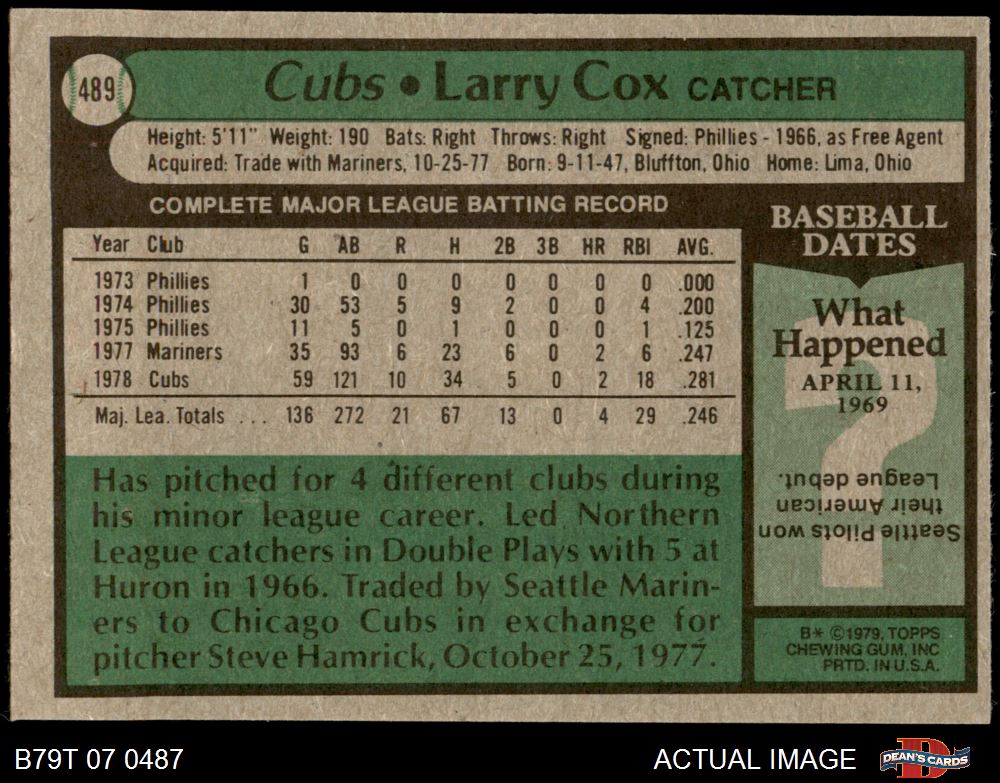 489
Cubs • Larry Cox CATCHER
Height: 5'11" Weight: 190 Bats: Right Throws: Right Signed: Phillies - 1966, as Free Agent
Acquired: Trade with Mariners, 10-25-77 Born: 9-11-47, Bluffton, Ohio Home: Lima, Ohio
COMPLETE MAJOR LEAGUE BATTING RECORD
Year Club G AB R H 2B 3B HR RBI AVG.
1973 Phillies 1 0 0 0 0 0 0 0 .000
1974 Phillies 30 53 5 9 2 0 0 4 .200
1975 Phillies 11 5 0 1 0 0 0 1 .125
1977 Mariners 35 93 6 23 6 0 2 6 .247
1978 Cubs 59 121 10 34 5 0 2 18 .281
Maj. Lea. Totals ... 136 272 21 67 13 0 4 29 .246
Has pitched for 4 different clubs during
his minor league career. Led Northern
League catchers in Double Plays with 5 at
Huron in 1966. Traded by Seattle Marin-
ers to Chicago Cubs in exchange for
pitcher Steve Hamrick, October 25, 1977.
BASEBALL
DATES
What
Happened
APRIL 11,
1969
Seattle Pilots won
their American
League debut.
B* ©1979, TOPPS
CHEWING GUM, INC
PRTD. IN U.S.A.
B79T 07 0487
ACTUAL IMAGE
DEAN'S CARDS